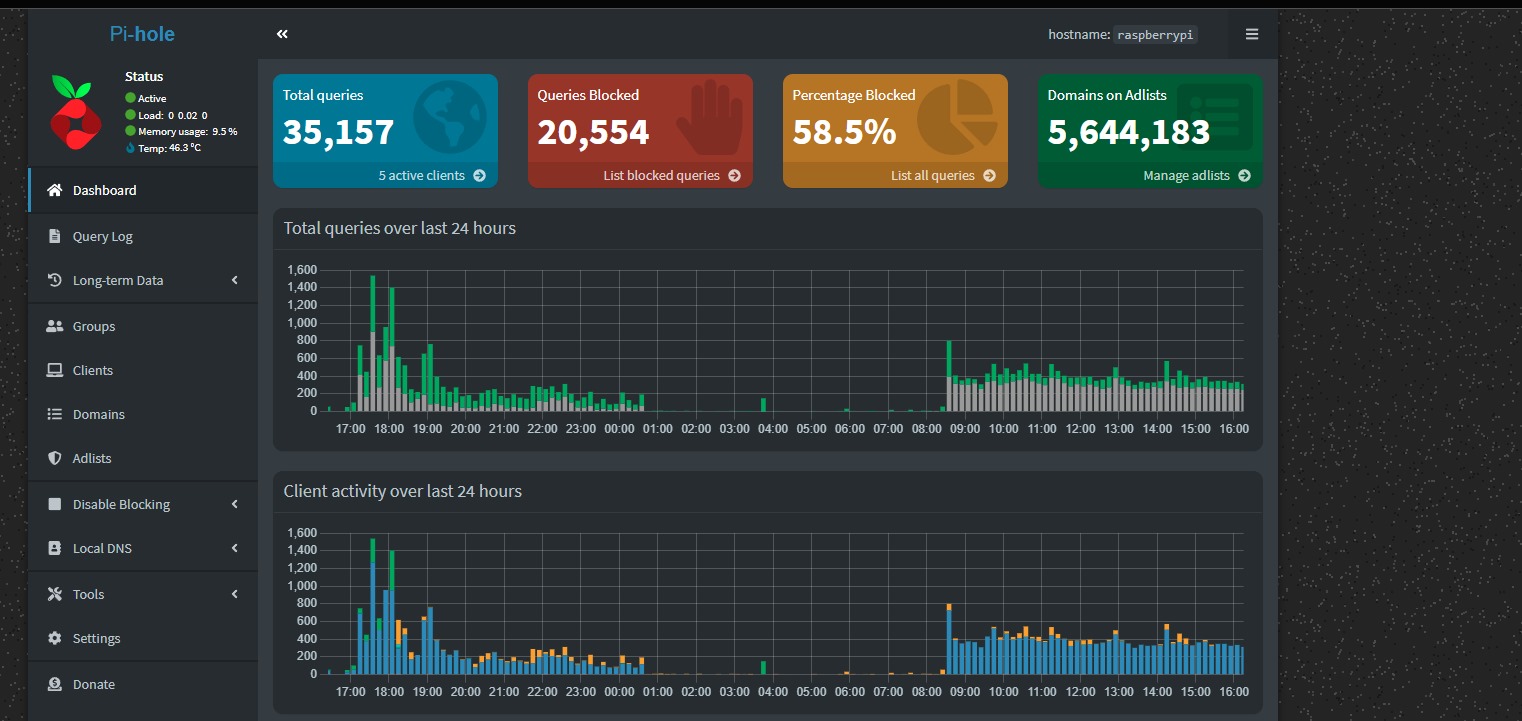 Pi-hole
hostname: raspberrypi
Status
Active
Load: 0 0.02 0
Memory usage: 9.5 %
Temp: 46.3 °C
Dashboard
Query Log
Long-term Data
Groups
Clients
Domains
Adlists
Disable Blocking
Local DNS
Tools
Settings
Donate
Total queries
35,157
5 active clients
Queries Blocked
20,554
List blocked queries
Percentage Blocked
58.5%
List all queries
Domains on Adlists
5,644,183
Manage adlists
Total queries over last 24 hours
1,600
1,400
1,200
1,000
800
600
400
200
0
17:00 18:00 19:00 20:00 21:00 22:00 23:00 00:00 01:00 02:00 03:00 04:00 05:00 06:00 07:00 08:00 09:00 10:00 11:00 12:00 13:00 14:00 15:00 16:00
Client activity over last 24 hours
1,600
1,400
1,200
1,000
800
600
400
200
0
17:00 18:00 19:00 20:00 21:00 22:00 23:00 00:00 01:00 02:00 03:00 04:00 05:00 06:00 07:00 08:00 09:00 10:00 11:00 12:00 13:00 14:00 15:00 16:00